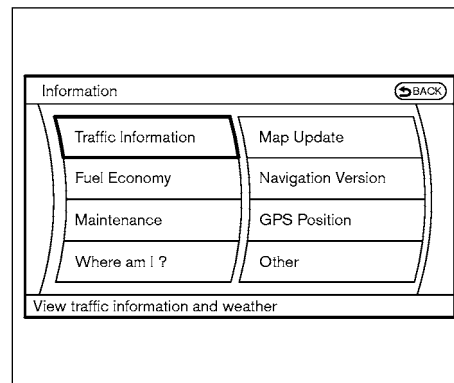 Information
BACK
Traffic Information
Map Update
Fuel Economy
Navigation Version
Maintenance
GPS Position
Where am I ?
Other
View traffic information and weather